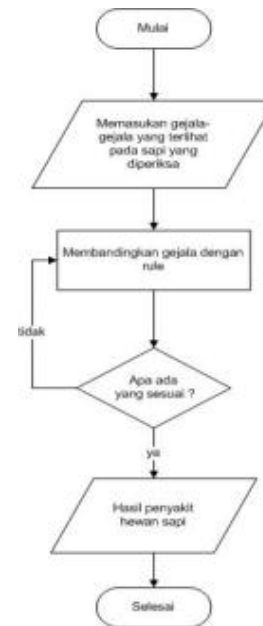 Mulai
Memasukan gejala-
gejala yang terlihat
pada sapi yang
diperiksa
Membandingkan gejala dengan
rule
tidak
Apa ada
yang sesuai ?
ya
Hasil penyakit
hewan sapi
Selesai